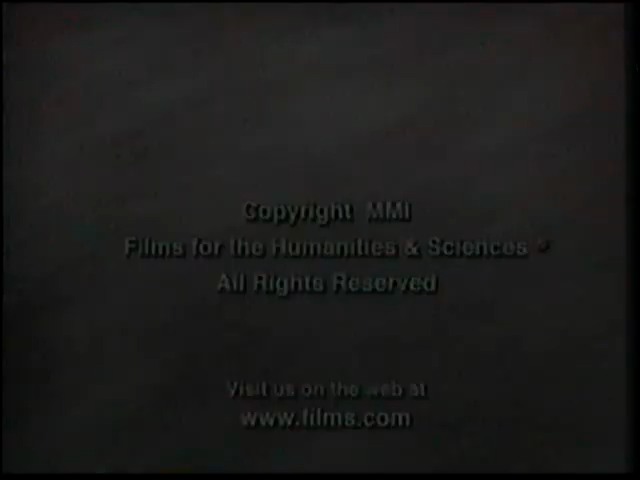 Copyright MMI
Films for the Humanities & Sciences ®
All Rights Reserved
Visit us on the web at
www.films.com